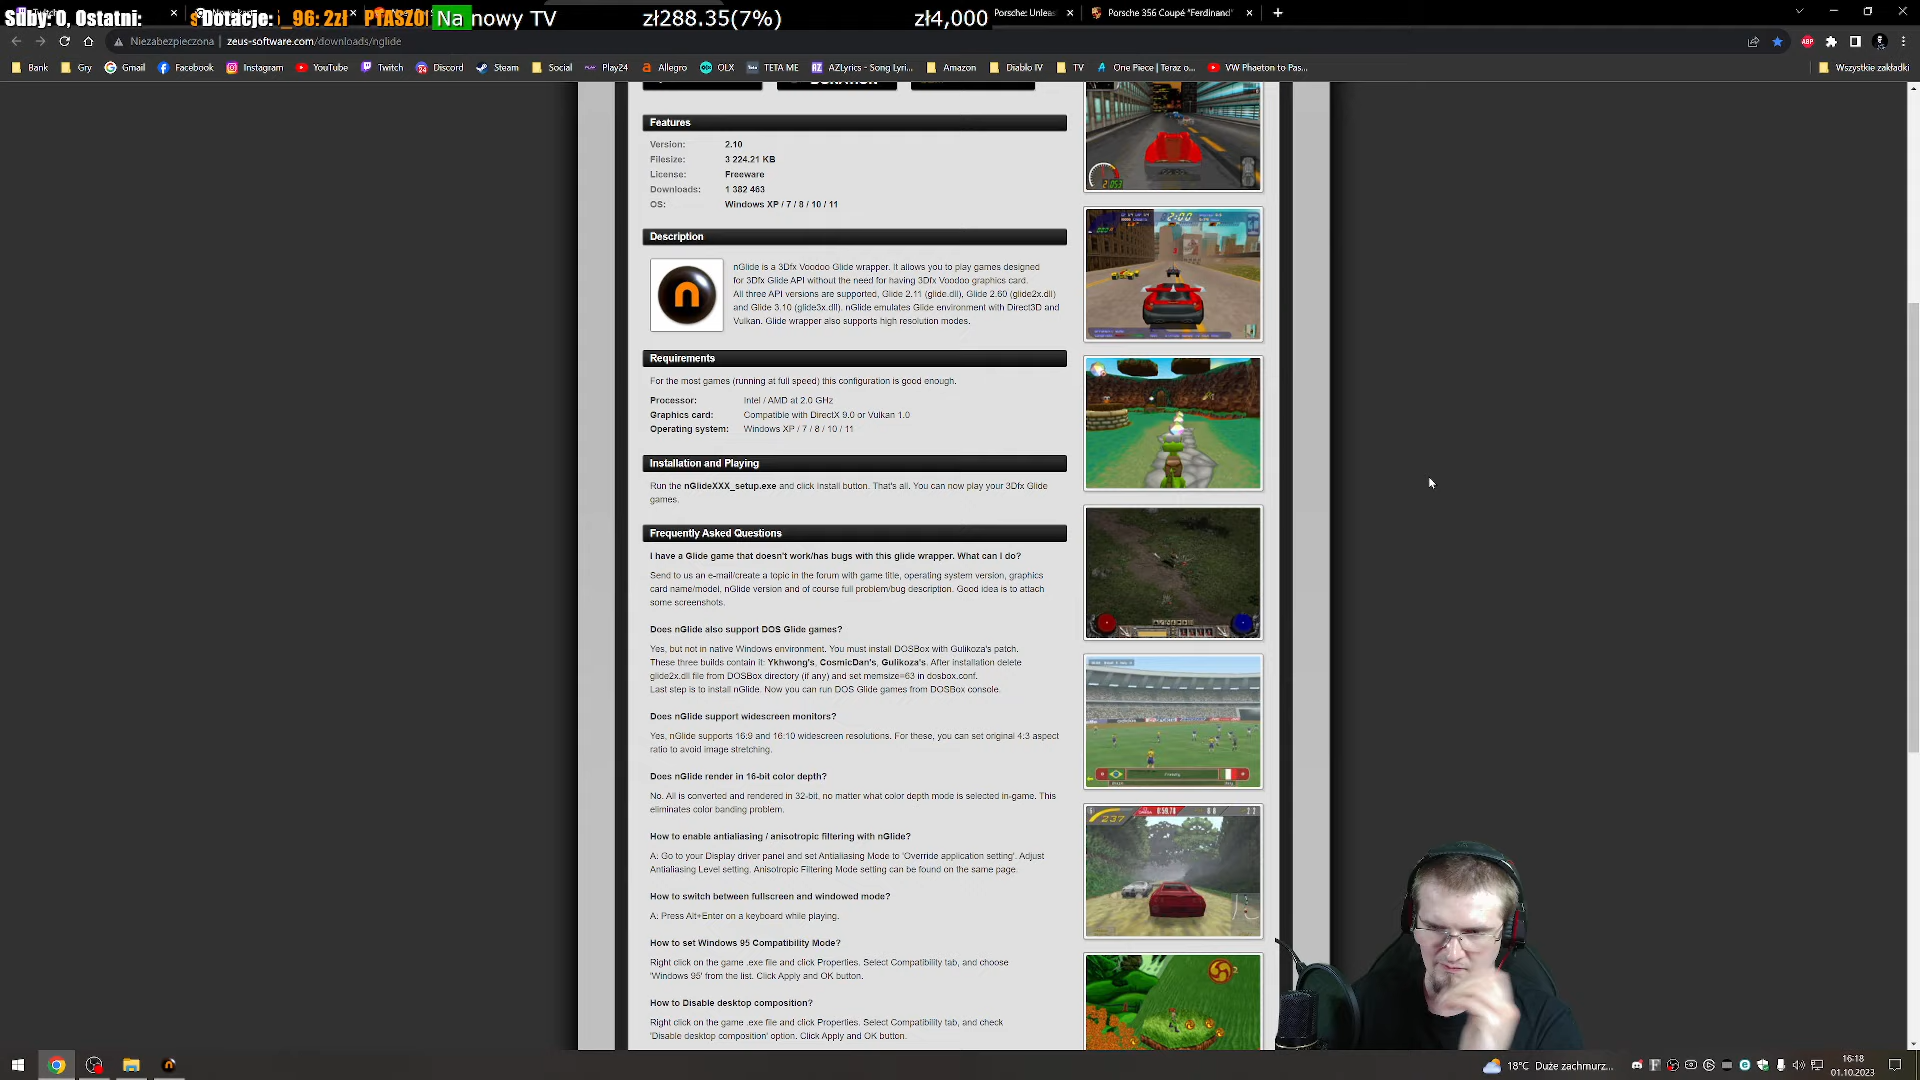 Suby: 0, Ostatni:
Dotacje:
_96: 2zł
PTASZO
Na nowy TV
zł288.35(7%)
zł4,000
Porsche: Unlea
Porsche 356 Coupé "Ferdinand"
Niezabezpieczona
zeus-software.com/downloads/nglide
Bank
Gry
Gmail
Facebook
Instagram
YouTube
Twitch
Discord
Steam
Social
Play24
Allegro
OLX
TETA ME
AZLyrics - Song Lyri...
Amazon
Diablo IV
TV
One Piece | Teraz o...
VW Phaeton to Pas...
Wszystkie zakładki
Features
Version: 2.10
Filesize: 3 224.21 KB
License: Freeware
Downloads: 1 382 463
OS: Windows XP / 7 / 8 / 10 / 11
Description
nGlide is a 3Dfx Voodoo Glide wrapper. It allows you to play games designed
for 3Dfx Glide API without the need for having 3Dfx Voodoo graphics card.
All three API versions are supported, Glide 2.11 (glide.dll), Glide 2.60 (glide2x.dll)
and Glide 3.10 (glide3x.dll). nGlide emulates Glide environment with Direct3D and
Vulkan. Glide wrapper also supports high resolution modes.
Requirements
For the most games (running at full speed) this configuration is good enough.
Processor: Intel / AMD at 2.0 GHz
Graphics card: Compatible with DirectX 9.0 or Vulkan 1.0
Operating system: Windows XP / 7 / 8 / 10 / 11
Installation and Playing
Run the nGlideXXX_setup.exe and click Install button. That's all. You can now play your 3Dfx Glide
games.
Frequently Asked Questions
I have a Glide game that doesn't work/has bugs with this glide wrapper. What can I do?
Send to us an e-mail/create a topic in the forum with game title, operating system version, graphics
card name/model, nGlide version and of course full problem/bug description. Good idea is to attach
some screenshots.
Does nGlide also support DOS Glide games?
Yes, but not in native Windows environment. You must install DOSBox with Gulikoza's patch.
These three builds contain it: Ykhwong's, CosmicDan's, Gulikoza's. After installation delete
glide2x.dll file from DOSBox directory (if any) and set memsize=63 in dosbox.conf.
Last step is to install nGlide. Now you can run DOS Glide games from DOSBox console.
Does nGlide support widescreen monitors?
Yes, nGlide supports 16:9 and 16:10 widescreen resolutions. For these, you can set original 4:3 aspect
ratio to avoid image stretching.
Does nGlide render in 16-bit color depth?
No. All is converted and rendered in 32-bit, no matter what color depth mode is selected in-game. This
eliminates color banding problem.
How to enable antialiasing / anisotropic filtering with nGlide?
A: Go to your Display driver panel and set Antialiasing Mode to 'Override application setting'. Adjust
Antialiasing Level setting. Anisotropic Filtering Mode setting can be found on the same page.
How to switch between fullscreen and windowed mode?
A: Press Alt+Enter on a keyboard while playing.
How to set Windows 95 Compatibility Mode?
Right click on the game .exe file and click Properties. Select Compatibility tab, and choose
'Windows 95' from the list. Click Apply and OK button.
How to Disable desktop composition?
Right click on the game .exe file and click Properties. Select Compatibility tab, and check
'Disable desktop composition' option. Click Apply and OK button.
2:00
237
18°C Duże zachmurz...
16:18
01.10.2023